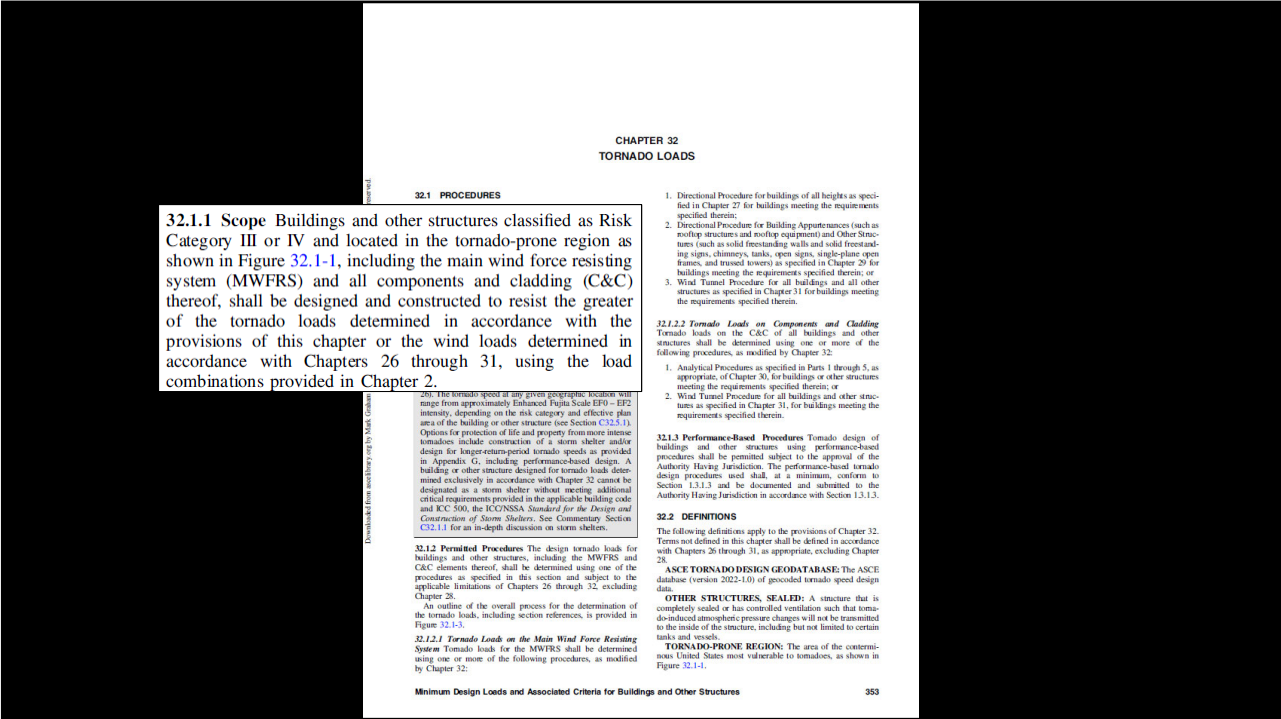 CHAPTER 32
TORNADO LOADS
32.1 PROCEDURES
32.1.1 Scope Buildings and other structures classified as Risk
Category III or IV and located in the tornado-prone region as
shown in Figure 32.1-1, including the main wind force resisting
system (MWFRS) and all components and cladding (C&C)
thereof, shall be designed and constructed to resist the greater
of the tornado loads determined in accordance with the
provisions of this chapter or the wind loads determined in
accordance with Chapters 26 through 31, using the load
combinations provided in Chapter 2.
26). The tornado speed at any given geographic location will
range from approximately Enhanced Fujita Scale EF0 – EF2
intensity, depending on the risk category and effective plan
area of the building or other structure (see Section C32.5.1).
Options for protection of life and property from more intense
tornadoes include construction of a storm shelter and/or
design for longer-return-period tornado speeds as provided
in Appendix G, including performance-based design. A
building or other structure designed for tornado loads deter-
mined exclusively in accordance with Chapter 32 cannot be
designated as a storm shelter without meeting additional
critical requirements provided in the applicable building code
and ICC 500, the ICC/NSSA Standard for the Design and
Construction of Storm Shelters. See Commentary Section
C32.1.1 for an in-depth discussion on storm shelters.
32.1.2 Permitted Procedures The design tornado loads for
buildings and other structures, including the MWFRS and
C&C elements thereof, shall be determined using one of the
procedures as specified in this section and subject to the
applicable limitations of Chapters 26 through 32, excluding
Chapter 28.
An outline of the overall process for the determination of
the tornado loads, including section references, is provided in
Figure 32.1-3.
32.1.2.1 Tornado Loads on the Main Wind Force Resisting
System Tornado loads for the MWFRS shall be determined
using one or more of the following procedures, as modified
by Chapter 32:
1. Directional Procedure for buildings of all heights as speci-
fied in Chapter 27 for buildings meeting the requirements
specified therein;
2. Directional Procedure for Building Appurtenances (such as
rooftop structures and rooftop equipment) and Other Struc-
tures (such as solid freestanding walls and solid freestand-
ing signs, chimneys, tanks, open signs, single-plane open
frames, and trussed towers) as specified in Chapter 29 for
buildings meeting the requirements specified therein; or
3. Wind Tunnel Procedure for all buildings and all other
structures as specified in Chapter 31 for buildings meeting
the requirements specified therein.
32.1.2.2 Tornado Loads on Components and Cladding
Tornado loads on the C&C of all buildings and other
structures shall be determined using one or more of the
following procedures, as modified by Chapter 32:
1. Analytical Procedures as specified in Parts 1 through 5, as
appropriate, of Chapter 30, for buildings or other structures
meeting the requirements specified therein; or
2. Wind Tunnel Procedure for all buildings and other struc-
tures as specified in Chapter 31, for buildings meeting the
requirements specified therein.
32.1.3 Performance-Based Procedures Tornado design of
buildings and other structures using performance-based
procedures shall be permitted subject to the approval of the
Authority Having Jurisdiction. The performance-based tornado
design procedures used shall, at a minimum, conform to
Section 1.3.1.3 and be documented and submitted to the
Authority Having Jurisdiction in accordance with Section 1.3.1.3.
32.2 DEFINITIONS
The following definitions apply to the provisions of Chapter 32.
Terms not defined in this chapter shall be defined in accordance
with Chapters 26 through 31, as appropriate, excluding Chapter
28.
ASCE TORNADO DESIGN GEODATABASE: The ASCE
database (version 2022-1.0) of geocoded tornado speed design
data.
OTHER STRUCTURES, SEALED: A structure that is
completely sealed or has controlled ventilation such that torna-
do-induced atmospheric pressure changes will not be transmitted
to the inside of the structure, including but not limited to certain
tanks and vessels.
TORNADO-PRONE REGION: The area of the contermi-
nous United States most vulnerable to tornadoes, as shown in
Figure 32.1-1.
Minimum Design Loads and Associated Criteria for Buildings and Other Structures
353
Downloaded from ascelibrary.org by Mark Graham
reserved.